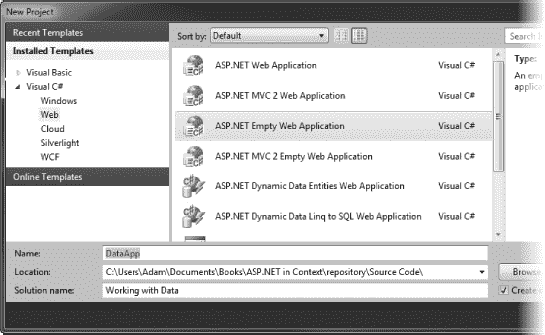 New Project
Recent Templates
Installed Templates
Visual Basic
Visual C#
Windows
Web
Cloud
Silverlight
WCF
Online Templates
Sort by: Default
ASP.NET Web Application Visual C#
ASP.NET MVC 2 Web Application Visual C#
ASP.NET Empty Web Application Visual C#
ASP.NET MVC 2 Empty Web Application Visual C#
ASP.NET Dynamic Data Entities Web Application Visual C#
ASP.NET Dynamic Data Linq to SQL Web Application Visual C#
Search
Type:
An
Name: DataApp
Location: C:\Users\Adam\Documents\Books\ASP.NET in Context\repository\Source Code\
Browse
Solution name: Working with Data
Create